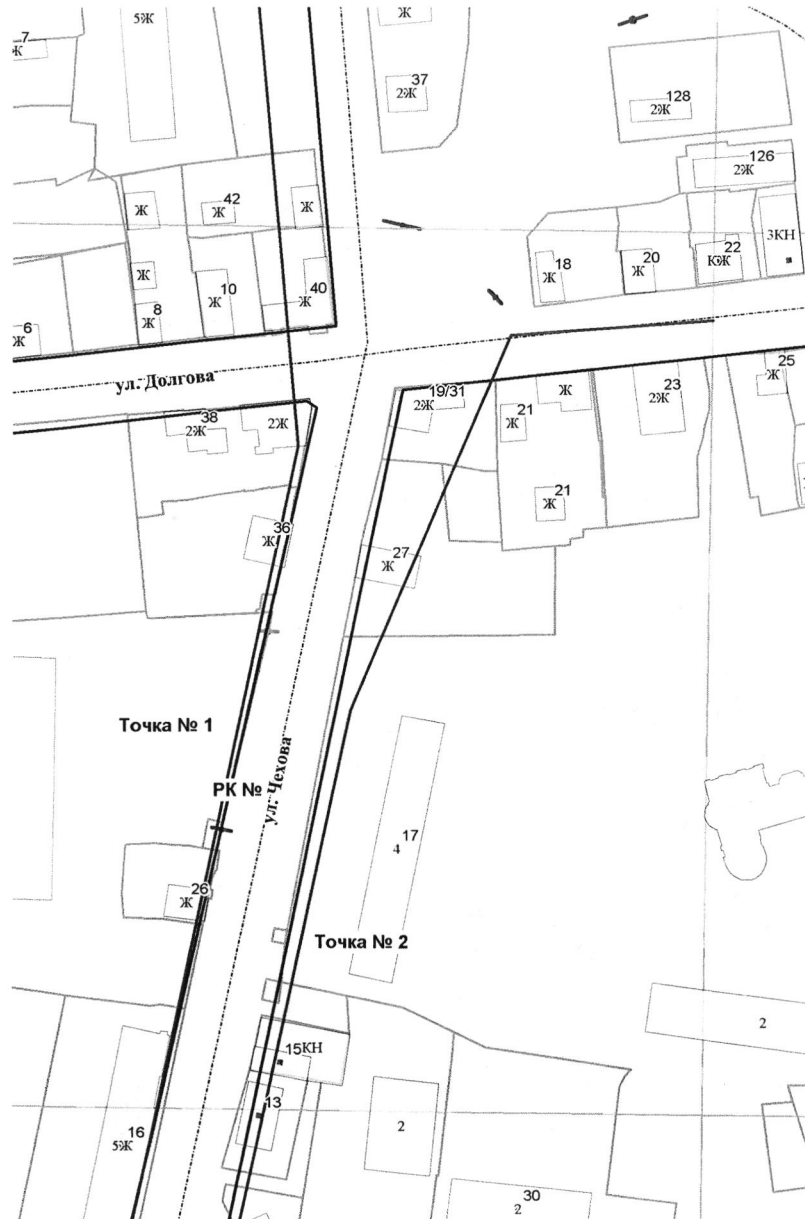 Ж
5Ж
7
Ж
37
2Ж
128
2Ж
126
2Ж
Ж
42
Ж
Ж
3КН
18
Ж
20
Ж
22
КЖ
Ж
10
Ж
40
Ж
8
Ж
6
Ж
ул. Долгова
19/31
2Ж
Ж
23
2Ж
25
Ж
21
Ж
38
2Ж
2Ж
21
Ж
36
Ж
27
Ж
Точка № 1
РК №
ул. Чехова
17
4
26
Ж
Точка № 2
2
15КН
13
16
5Ж
2
30
2